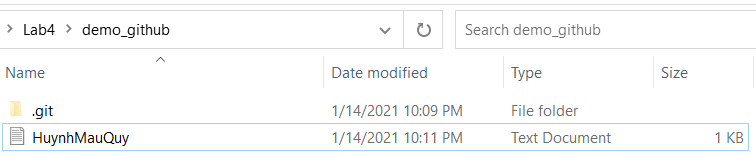 Lab4 demo_github Search demo_github
Name Date modified Type Size
.git 1/14/2021 10:09 PM File folder
HuynhMauQuy 1/14/2021 10:11 PM Text Document 1 KB